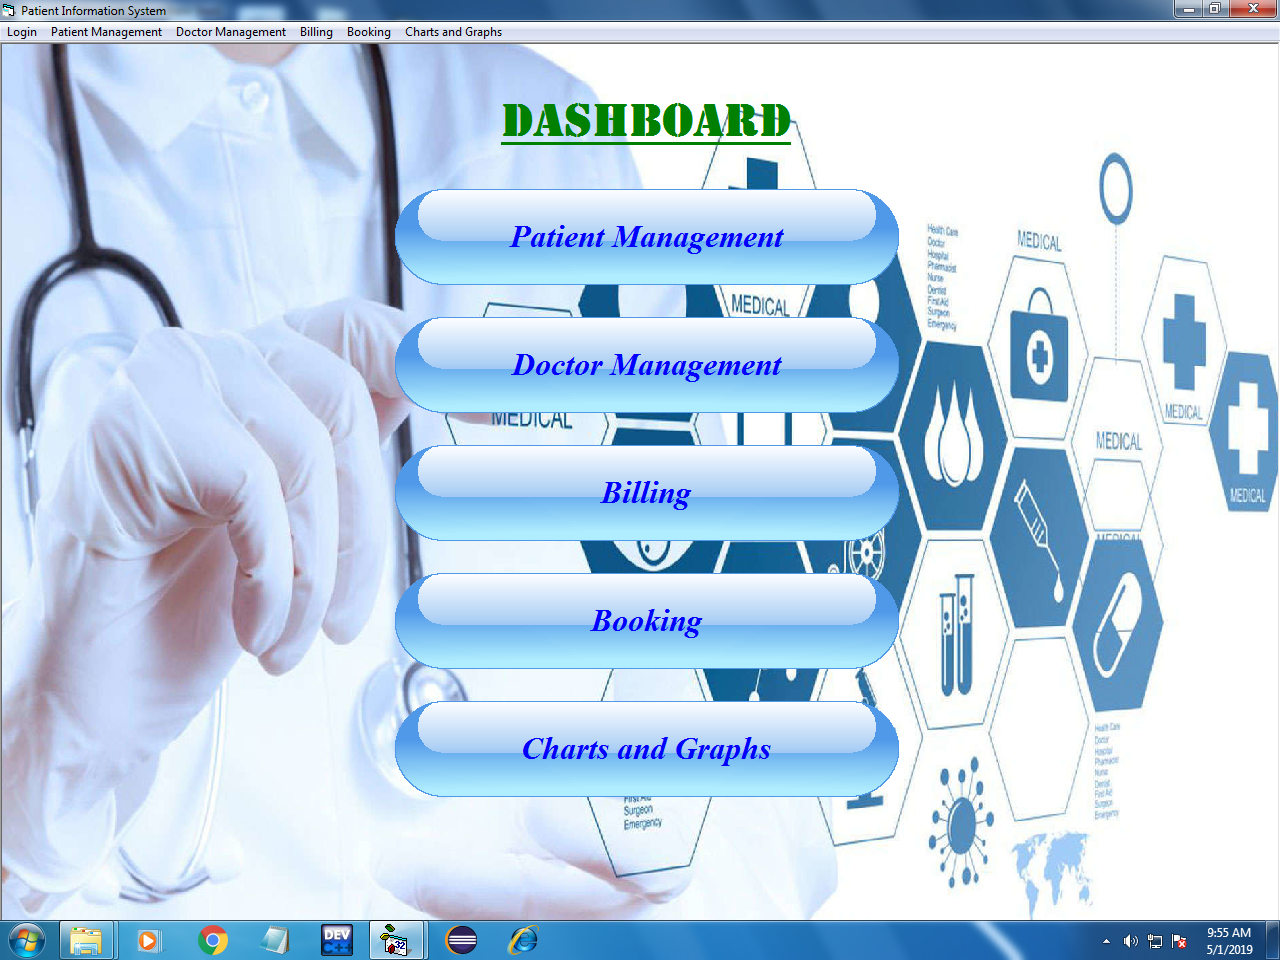 Patient Information System
Login Patient Management Doctor Management Billing Booking Charts and Graphs
DASHBOARD
Patient Management
Doctor Management
Billing
Booking
Charts and Graphs
Health Care
Doctor
Hospital
Pharmacist
Nurse
Dentist
First Aid
Surgeon
Emergency
MEDICAL
MEDICAL
MEDICAL
MEDICAL
MEDICAL
MEDICAL
MEDICAL
Health Care
Doctor
Hospital
Pharmacist
Nurse
Dentist
First Aid
Surgeon
Emergency
First Aid
Surgeon
Emergency
DEV
C++
32
9:55 AM
5/1/2019